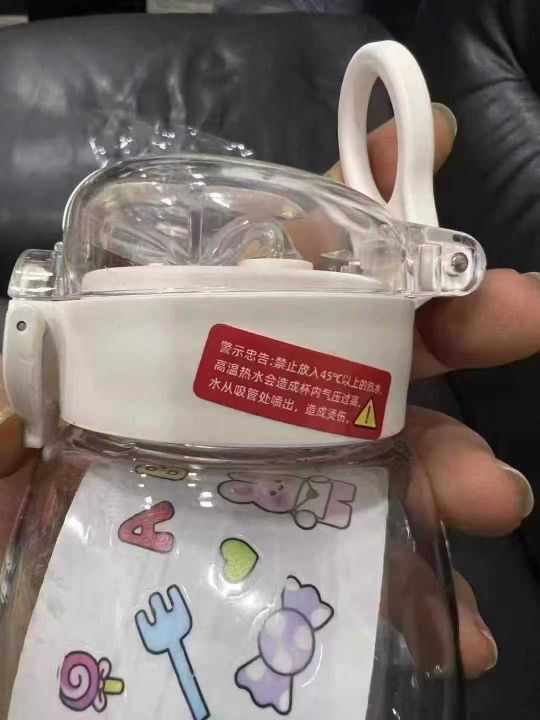 警示忠告:禁止放入45℃以上的热水,
高温热水会造成杯内气压过高,
水从吸管处喷出，造成烫伤。
A B
A